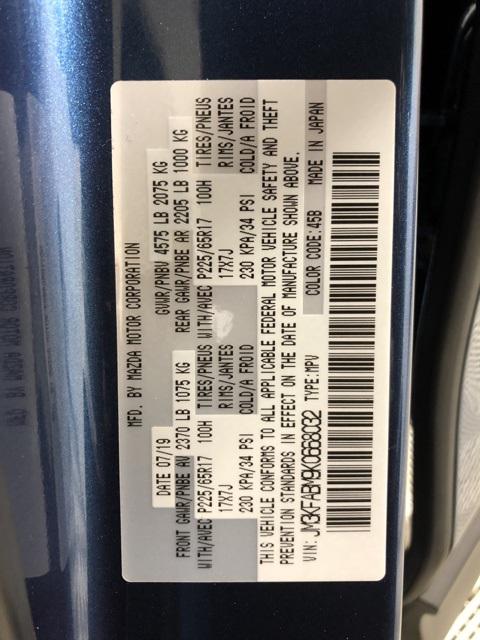 MFD. BY MAZDA MOTOR CORPORATION
DATE 07/19 GVWR/PNBV 4575 LB 2075 KG
FRONT GAWR/PNBE AV 2370 LB 1075 KG REAR GAWR/PNBE AR 2205 LB 1000 KG
WITH/AVEC P225/65R17 100H TIRES/PNEUS WITH/AVEC P225/65R17 100H TIRES/PNEUS
17X7J RIMS/JANTES 17X7J RIMS/JANTES
230 KPA/34 PSI COLD/A FROID 230 KPA/34 PSI COLD/A FROID
THIS VEHICLE CONFORMS TO ALL APPLICABLE FEDERAL MOTOR VEHICLE SAFETY AND THEFT
PREVENTION STANDARDS IN EFFECT ON THE DATE OF MANUFACTURE SHOWN ABOVE.
VIN: JM3KFABM9K0668032 TYPE:MPV COLOR CODE:45B MADE IN JAPAN